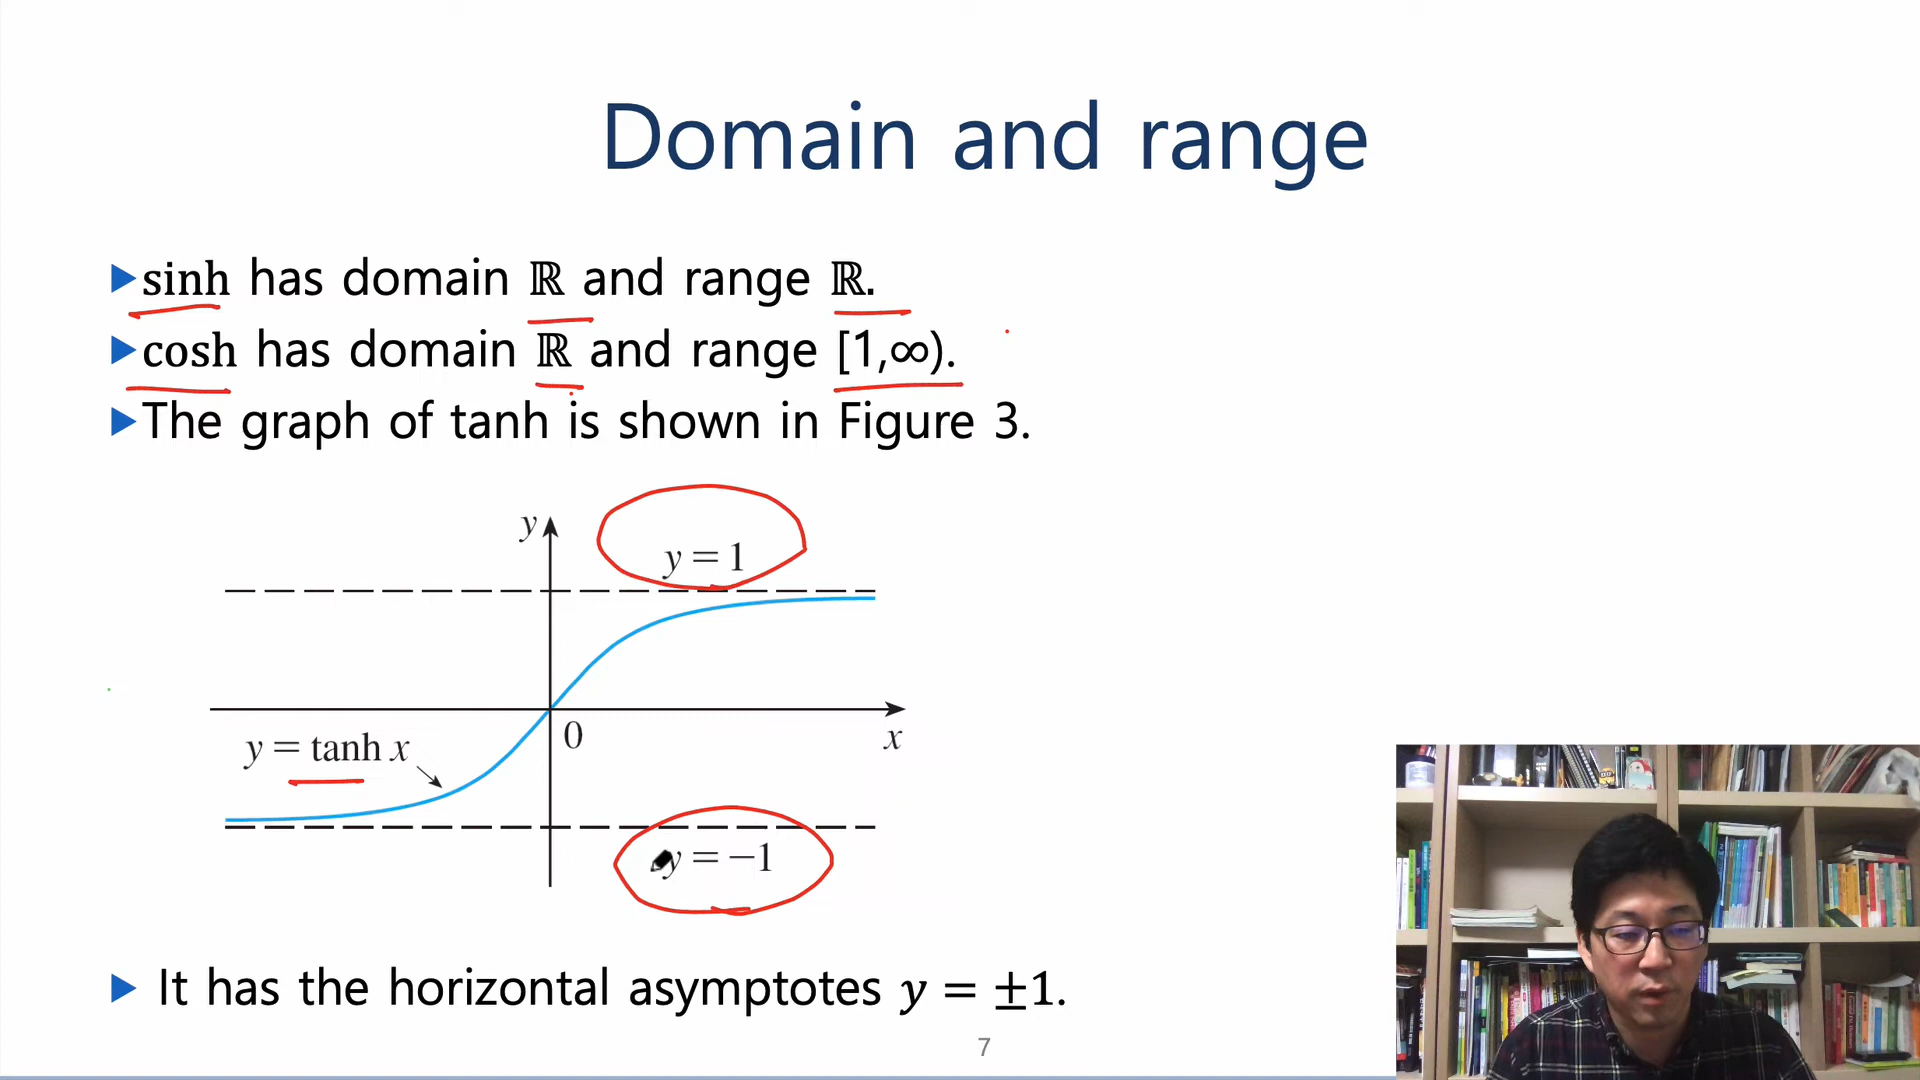 Domain and range
▶sinh has domain ℝ and range ℝ.
▶cosh has domain ℝ and range [1,∞).
▶The graph of tanh is shown in Figure 3.
y
y = 1
0
x
y = tanh x
y = −1
▶ It has the horizontal asymptotes y = ±1.
7